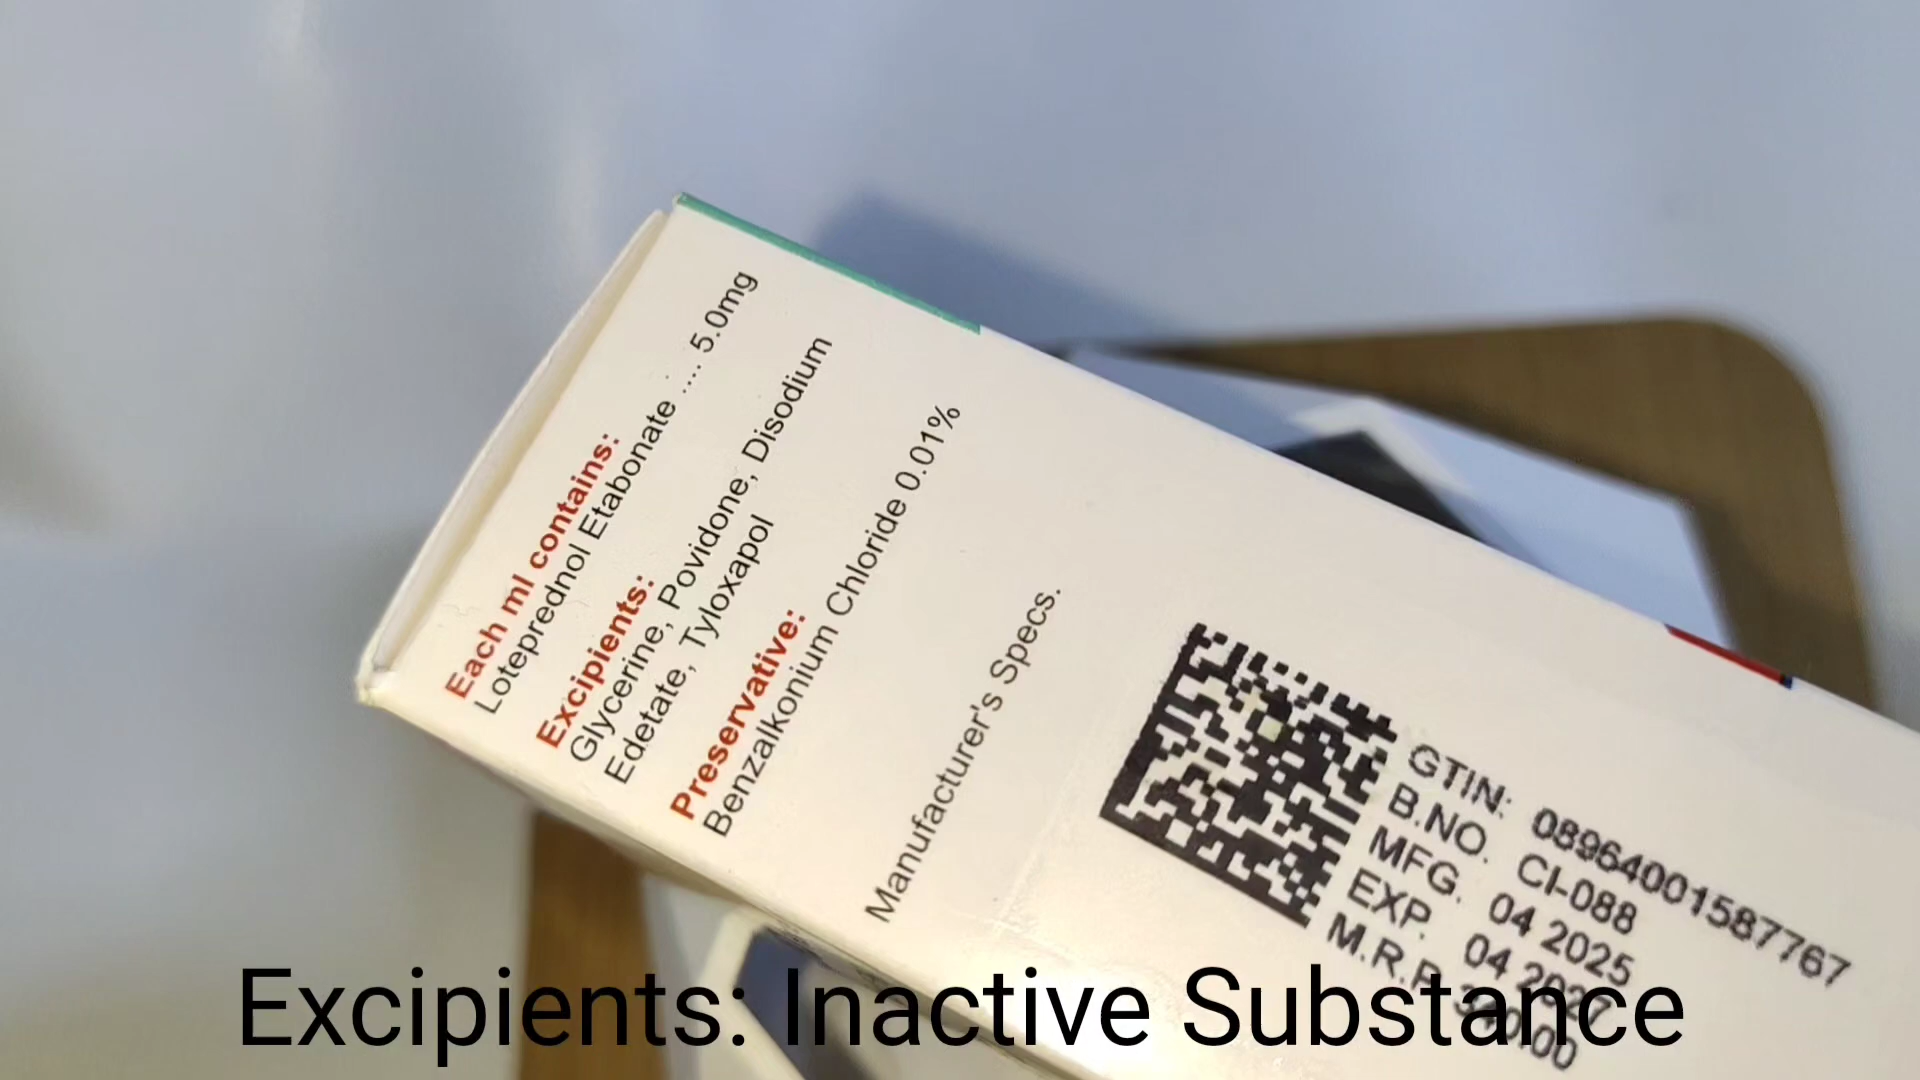 Each ml contains:
Loteprednol Etabonate .... 5.0mg
Excipients:
Glycerine, Povidone, Disodium
Edetate, Tyloxapol
Preservative:
Benzalkonium Chloride 0.01%
Manufacturer's Specs.
GTIN: 08964001587767
B.NO. CI-088
MFG. 04 2025
EXP. 04 2027
M.R.P.
Excipients: Inactive Substance